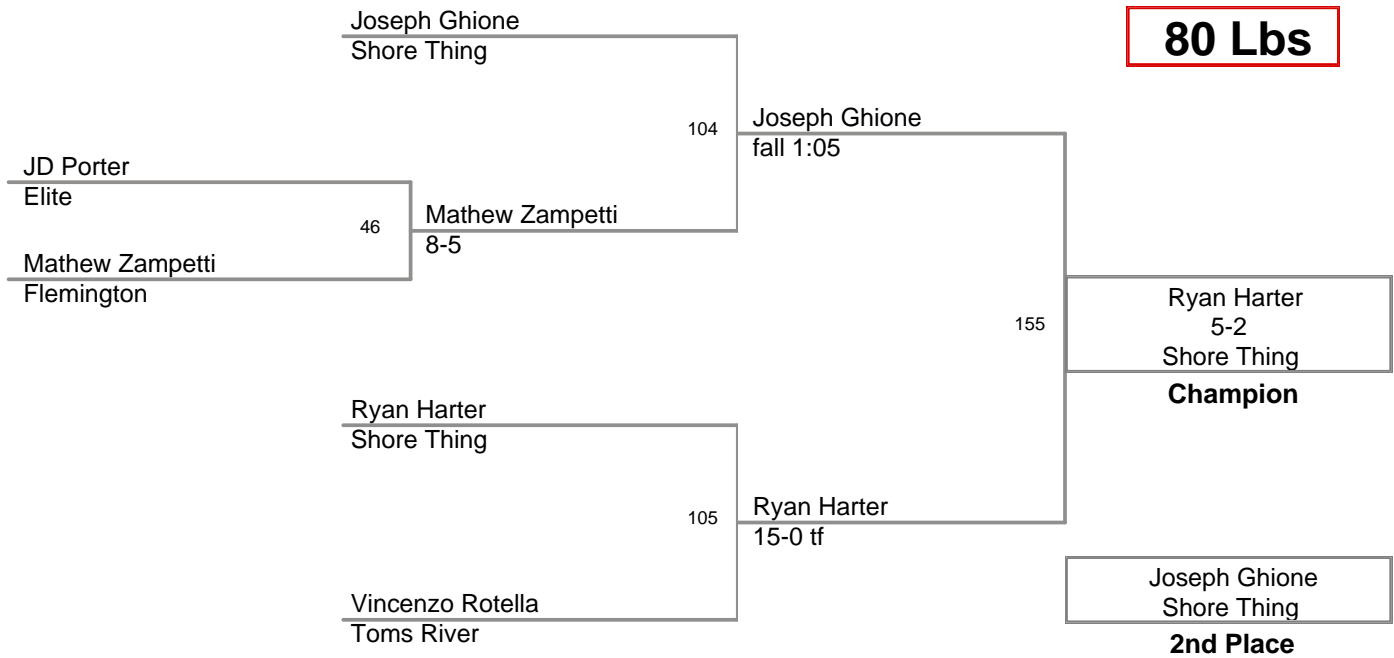 80 Lbs
Joseph Ghione
Shore Thing
104
Joseph Ghione
fall 1:05
JD Porter
Elite
46
Mathew Zampetti
8-5
Mathew Zampetti
Flemington
155
Ryan Harter
5-2
Shore Thing
Champion
Ryan Harter
Shore Thing
105
Ryan Harter
15-0 tf
Vincenzo Rotella
Toms River
Joseph Ghione
Shore Thing
2nd Place